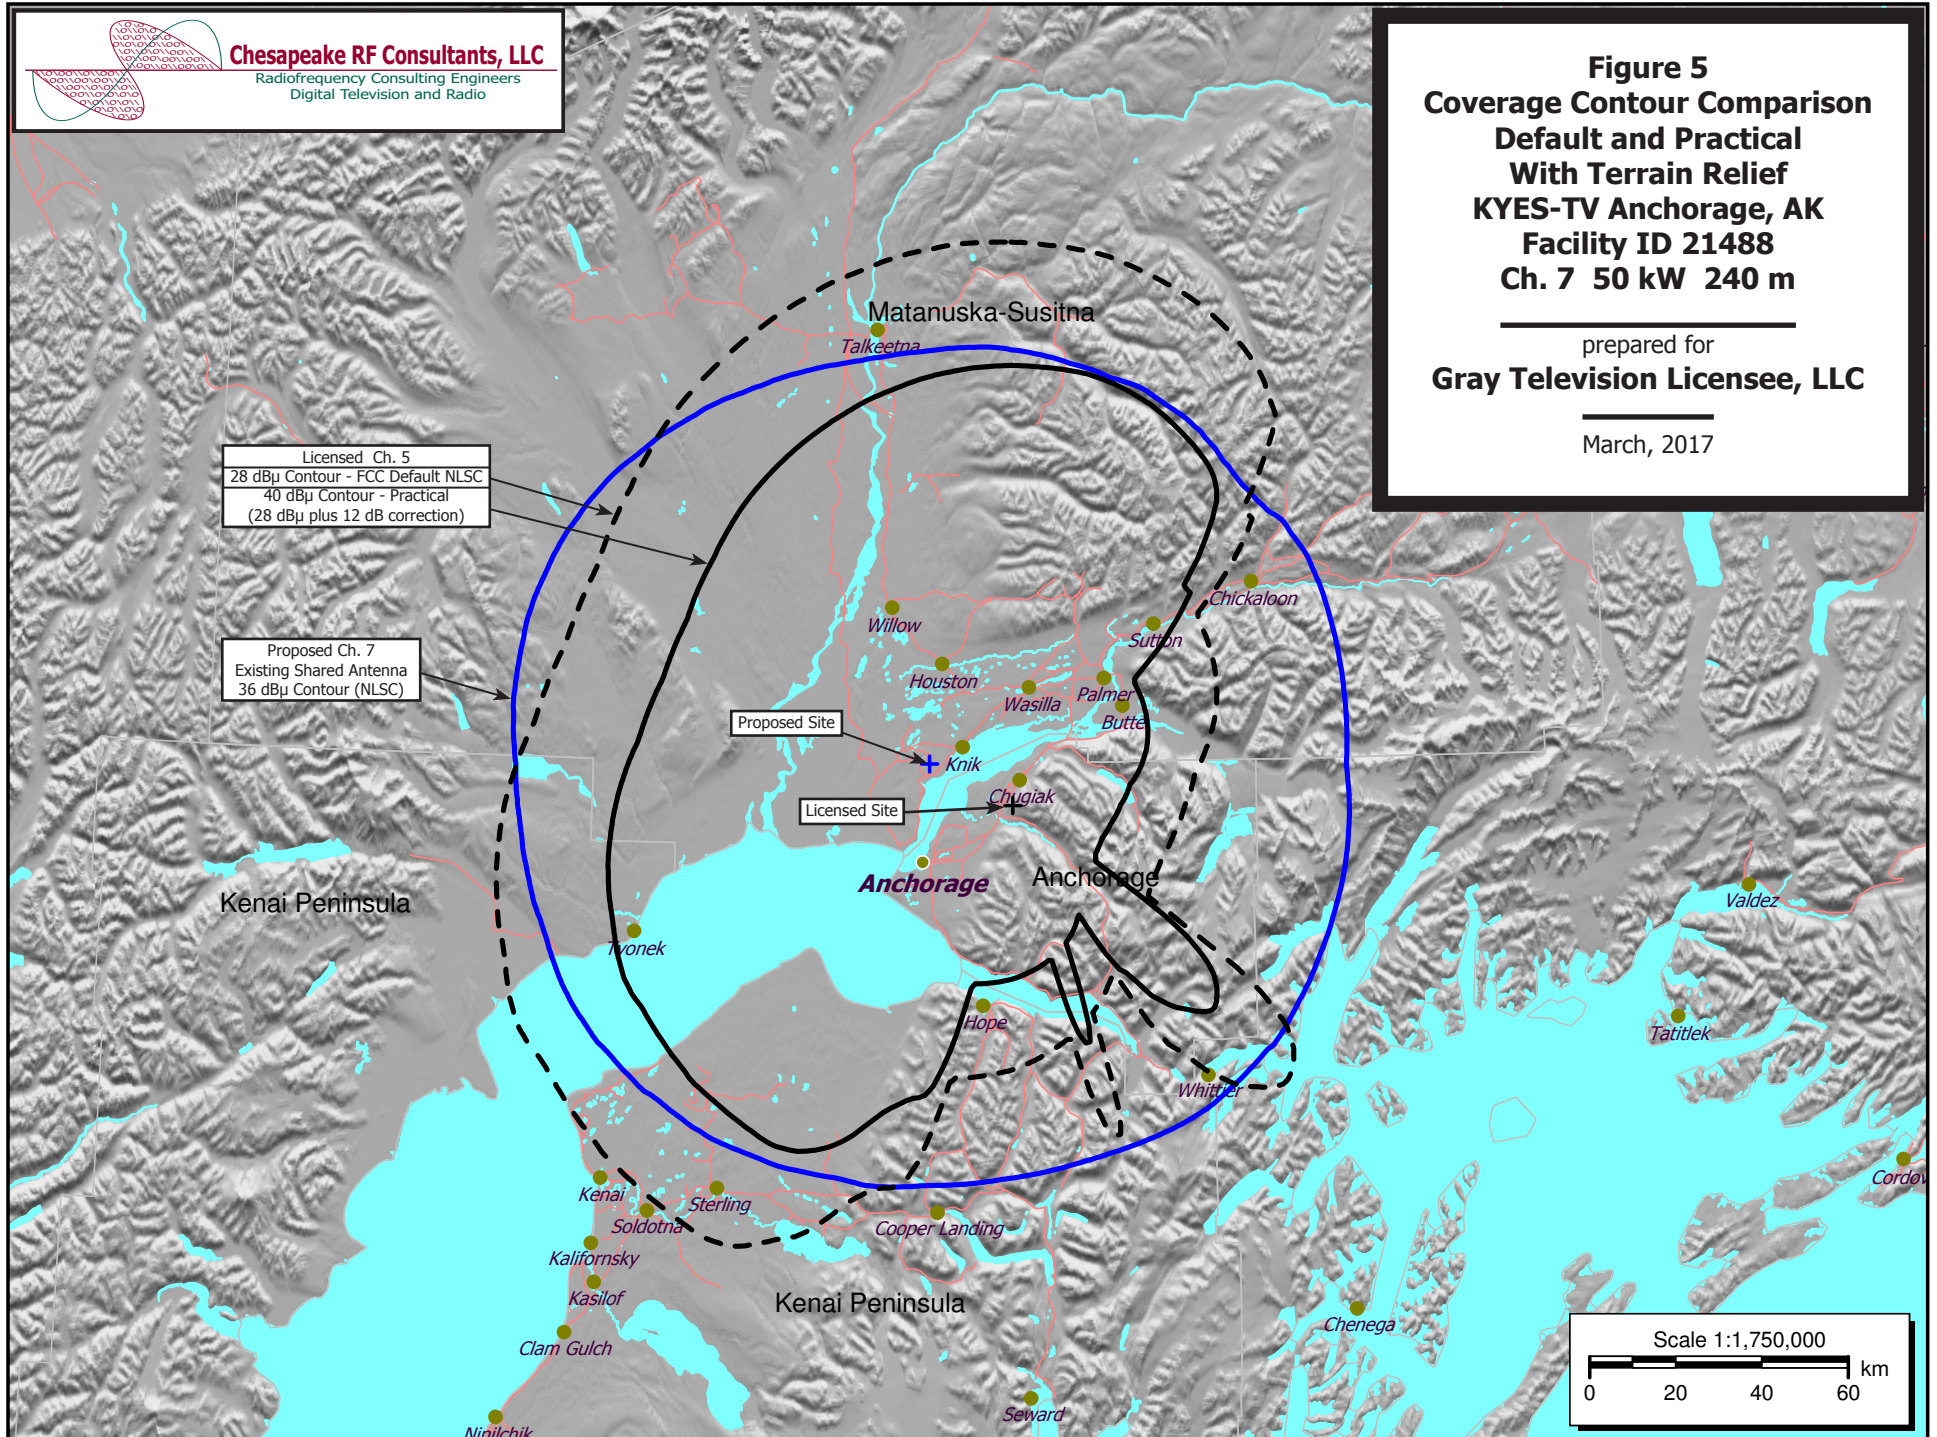 Chesapeake RF Consultants, LLC
Radiofrequency Consulting Engineers
Digital Television and Radio
Figure 5
Coverage Contour Comparison
Default and Practical
With Terrain Relief
KYES-TV Anchorage, AK
Facility ID 21488
Ch. 7 50 kW 240 m
prepared for
Gray Television Licensee, LLC
March, 2017
Matanuska-Susitna
Talkeetna
Licensed Ch. 5
28 dBµ Contour - FCC Default NLSC
40 dBµ Contour - Practical
(28 dBµ plus 12 dB correction)
Chickaloon
Willow
Sutton
Proposed Ch. 7
Existing Shared Antenna
36 dBµ Contour (NLSC)
Houston
Palmer
Wasilla
Butte
Proposed Site
Knik
Chugiak
Licensed Site
Anchorage
Anchorage
Kenai Peninsula
Valdez
Tyonek
Hope
Tatitlek
Whittier
Cordov
Kenai
Sterling
Soldotna
Cooper Landing
Kalifornsky
Kasilof
Kenai Peninsula
Chenega
Clam Gulch
Scale 1:1,750,000
km
0 20 40 60
Seward
Ninilchik